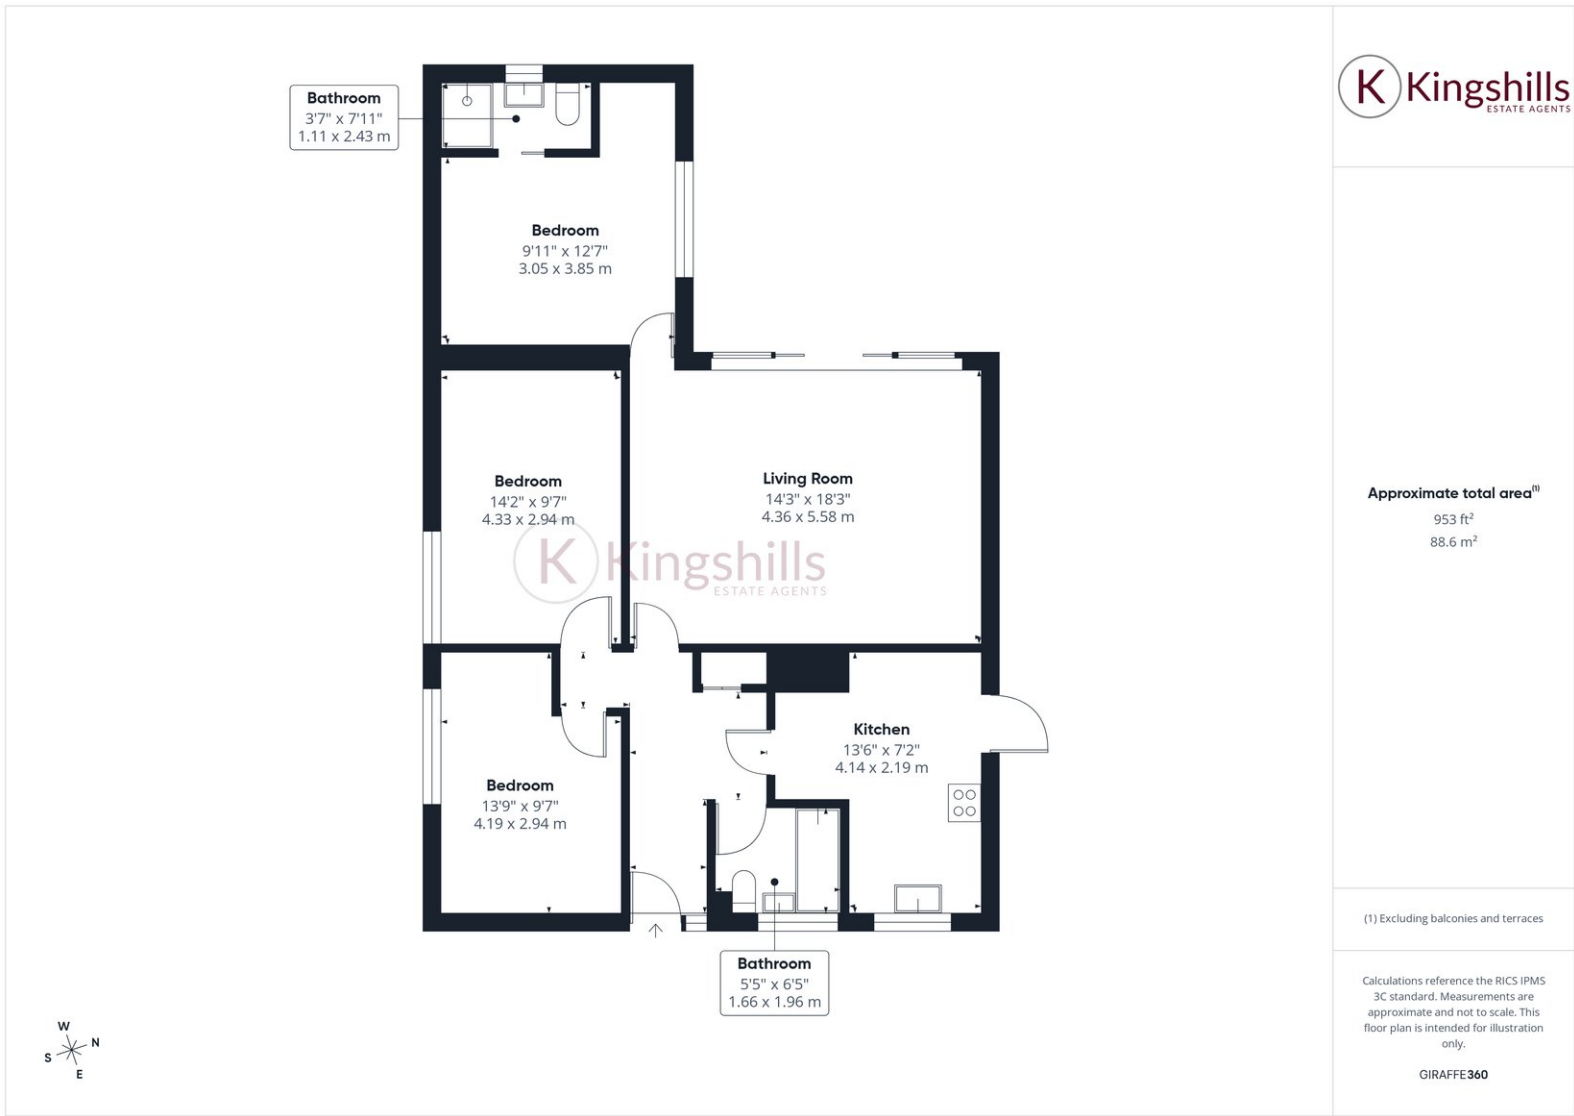 Bathroom
3'7" x 7'11"
1.11 x 2.43 m
Bedroom
9'11" x 12'7"
3.05 x 3.85 m
Bedroom
14'2" x 9'7"
4.33 x 2.94 m
Living Room
14'3" x 18'3"
4.36 x 5.58 m
K Kingshills
ESTATE AGENTS
Kitchen
13'6" x 7'2"
4.14 x 2.19 m
Bedroom
13'9" x 9'7"
4.19 x 2.94 m
Bathroom
5'5" x 6'5"
1.66 x 1.96 m
W
N
S
E
K Kingshills
ESTATE AGENTS
Approximate total area(1)
953 ft²
88.6 m²
(1) Excluding balconies and terraces
Calculations reference the RICS IPMS
3C standard. Measurements are
approximate and not to scale. This
floor plan is intended for illustration
only.
GIRAFFE360